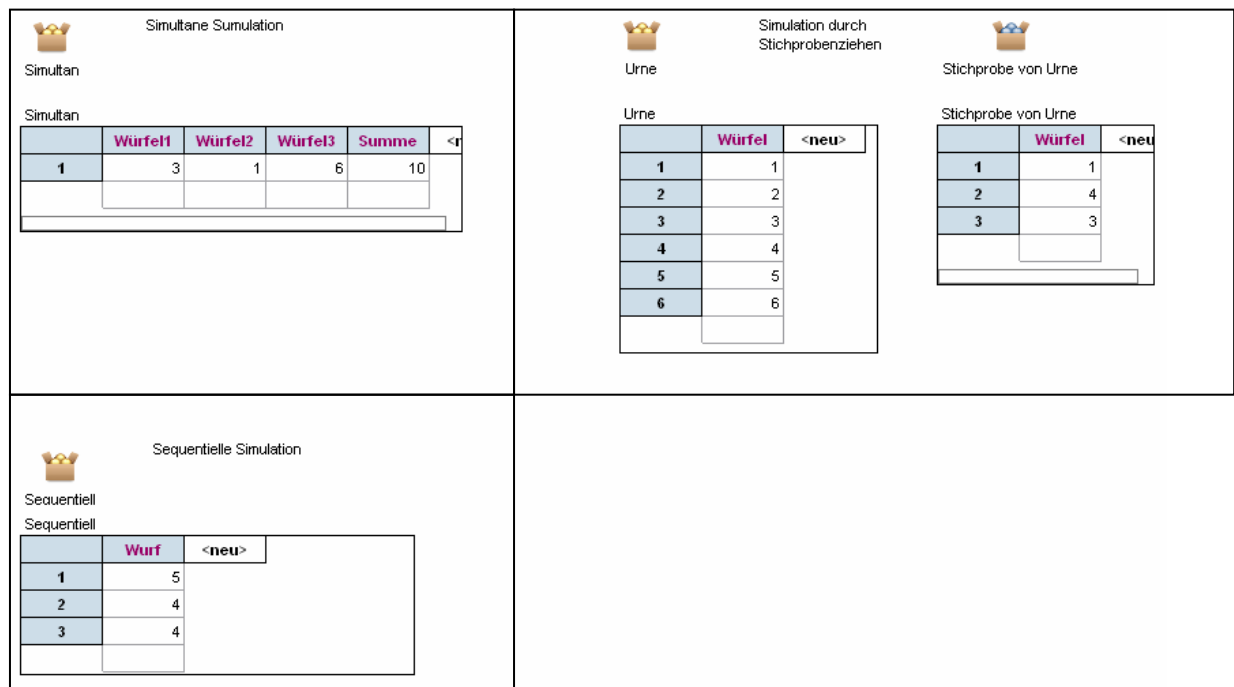 Simultane Sumulation
Simultan
Simultan
Würfel1 Würfel2 Würfel3 Summe <r
1 3 1 6 10
Simulation durch
Stichprobenziehen
Urne
Stichprobe von Urne
Urne
Würfel <neu>
1 1
2 2
3 3
4 4
5 5
6 6
Stichprobe von Urne
Würfel <neu
1 1
2 4
3 3
Sequentielle Simulation
Sequentiell
Sequentiell
Wurf <neu>
1 5
2 4
3 4